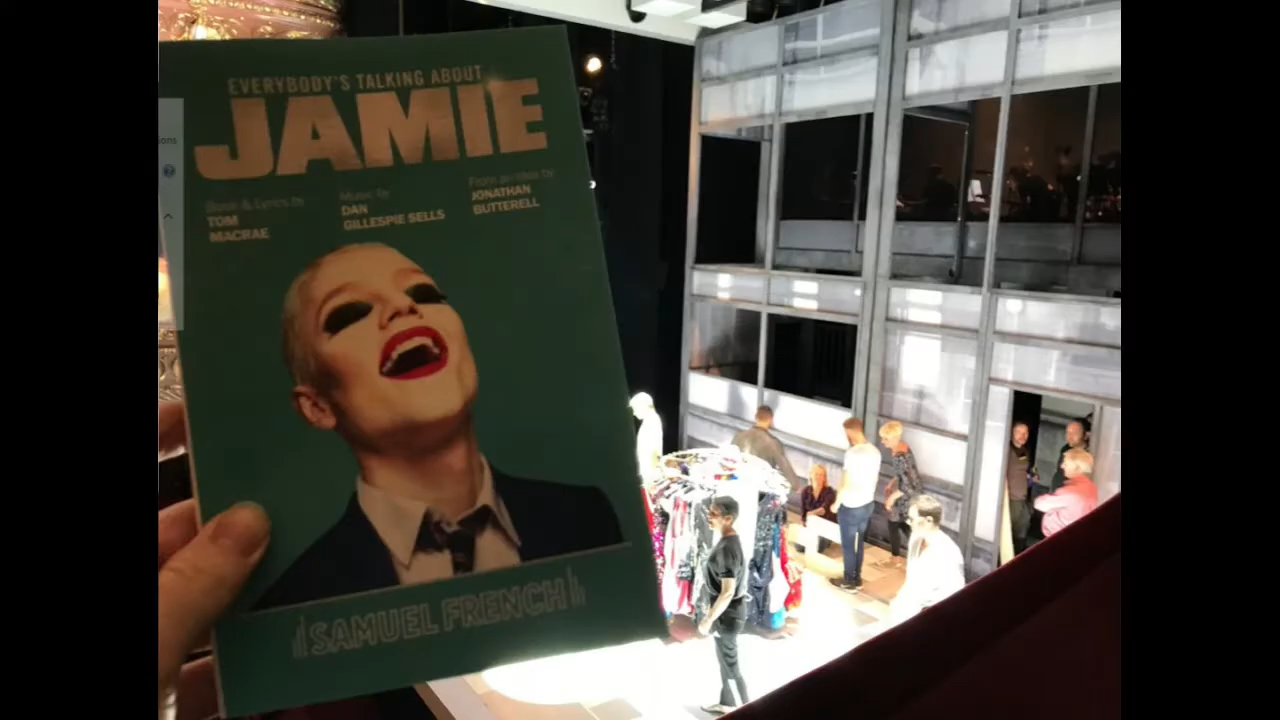 EVERYBODY'S TALKING ABOUT
JAMIE
Book & Lyrics by
TOM
MACRAE
Music by
DAN
GILLESPIE SELLS
From an idea by
JONATHAN
BUTTERELL
SAMUEL FRENCH